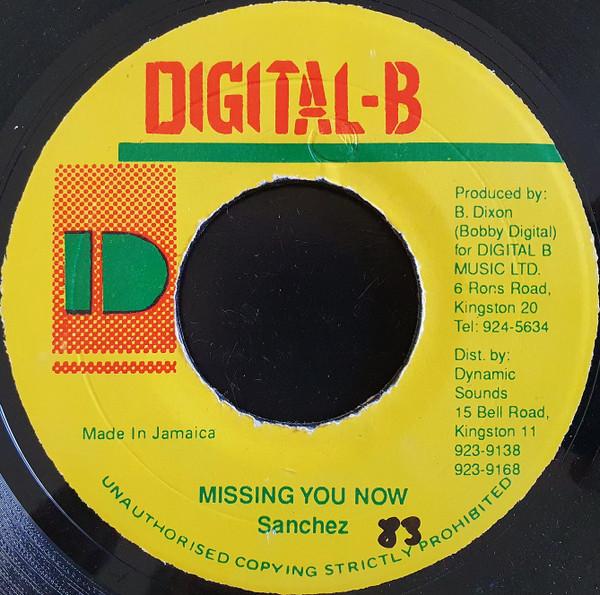 DIGITAL-B
D
Produced by:
B. Dixon
(Bobby Digital)
for DIGITAL B
MUSIC LTD.
6 Rons Road,
Kingston 20
Tel: 924-5634
Dist. by:
Dynamic
Sounds
15 Bell Road,
Kingston 11
923-9138
923-9168
Made In Jamaica
MISSING YOU NOW
Sanchez
83
UNAUTHORISED COPYING STRICTLY PROHIBITED